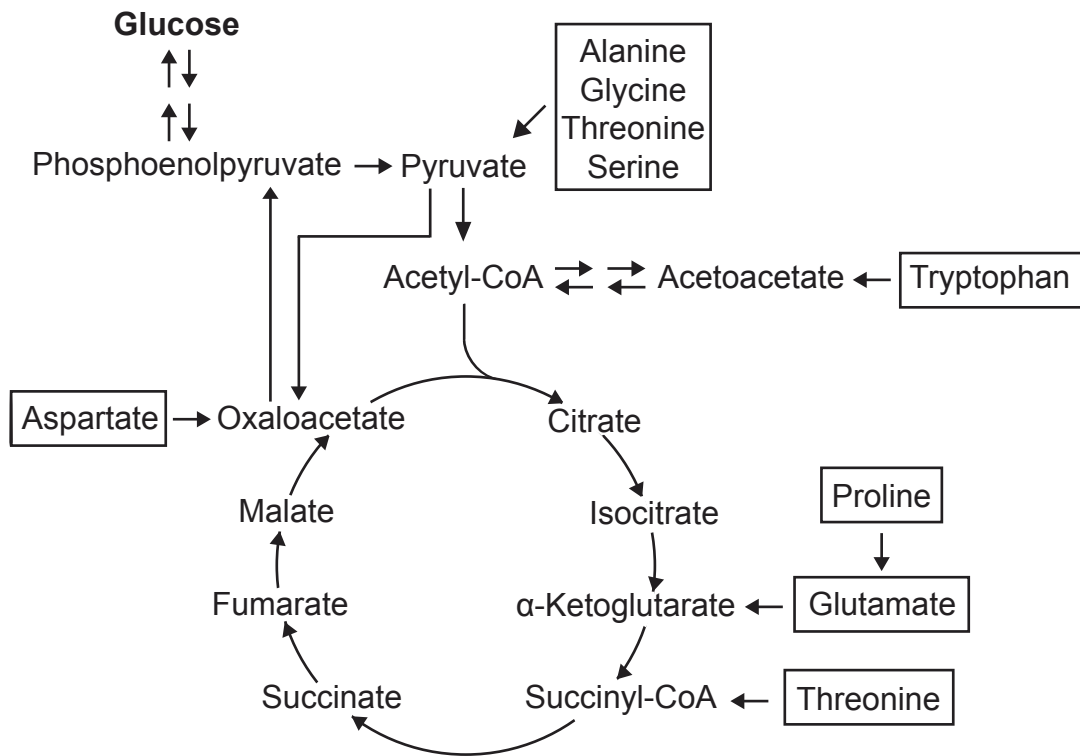 Glucose
Alanine
Glycine
Threonine
Serine
Phosphoenolpyruvate
Pyruvate
Acetyl-CoA
Acetoacetate
Tryptophan
Aspartate
Oxaloacetate
Citrate
Malate
Isocitrate
Proline
Fumarate
α-Ketoglutarate
Glutamate
Succinate
Succinyl-CoA
Threonine